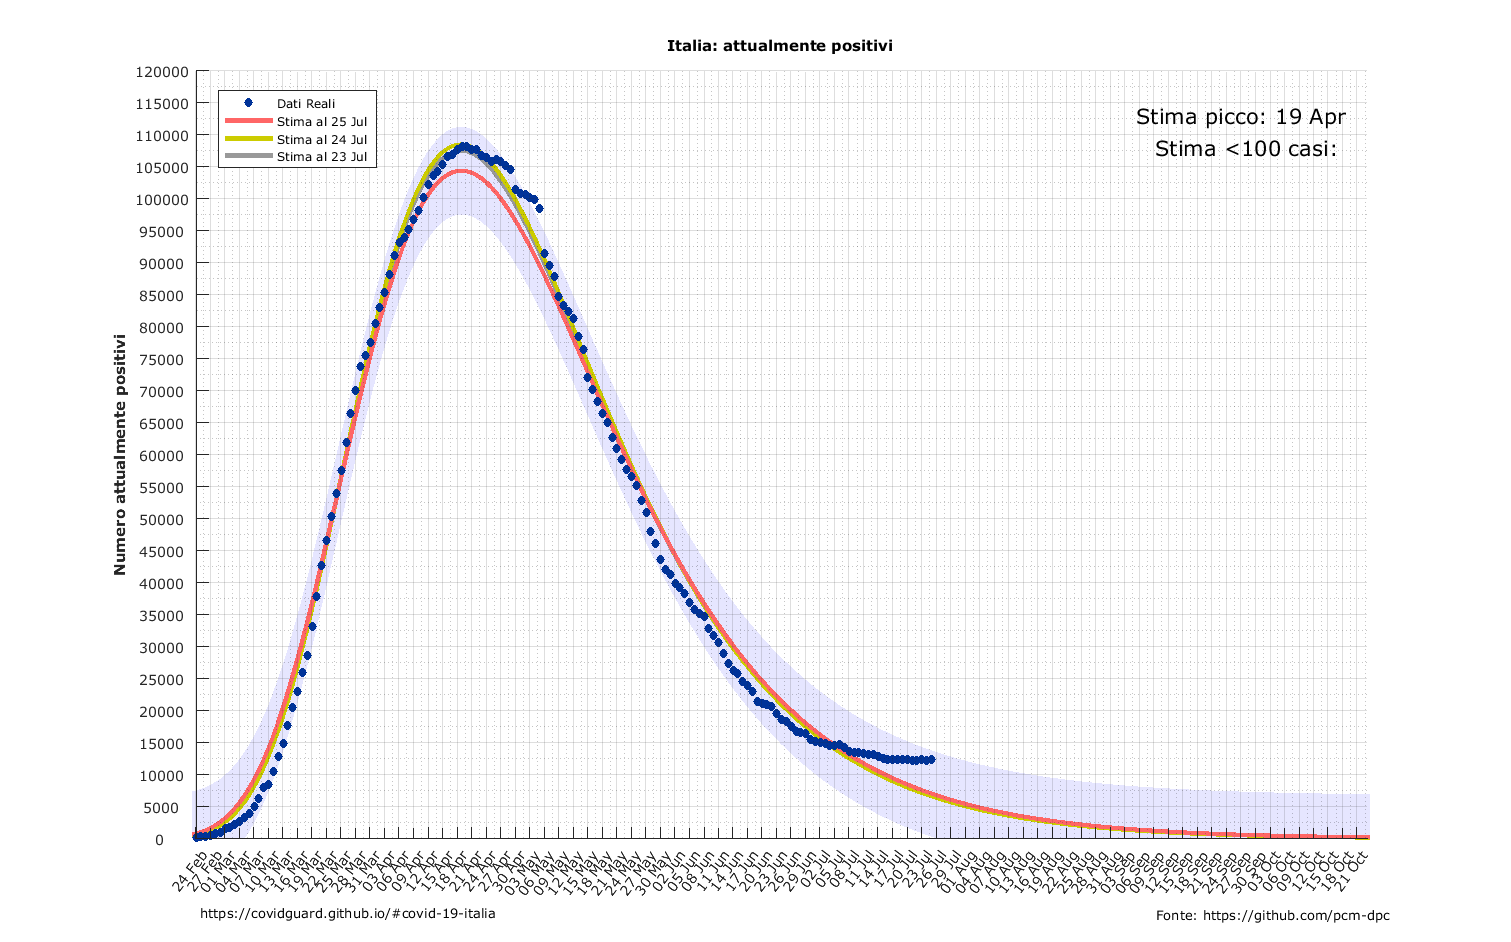 Italia: attualmente positivi
120000
115000
110000
105000
100000
95000
90000
85000
80000
75000
70000
65000
60000
55000
50000
45000
40000
35000
30000
25000
20000
15000
10000
5000
0
Numero attualmente positivi
Dati Reali
Stima al 25 Jul
Stima al 24 Jul
Stima al 23 Jul
Stima picco: 19 Apr
Stima <100 casi:
24 Feb
27 Feb
01 Mar
04 Mar
07 Mar
10 Mar
13 Mar
16 Mar
19 Mar
22 Mar
25 Mar
28 Mar
31 Mar
03 Apr
06 Apr
09 Apr
12 Apr
15 Apr
18 Apr
21 Apr
24 Apr
27 Apr
30 Apr
03 May
06 May
09 May
12 May
15 May
18 May
21 May
24 May
27 May
30 May
02 Jun
05 Jun
08 Jun
11 Jun
14 Jun
17 Jun
20 Jun
23 Jun
26 Jun
29 Jun
02 Jul
05 Jul
08 Jul
11 Jul
14 Jul
17 Jul
20 Jul
23 Jul
26 Jul
29 Jul
01 Aug
04 Aug
07 Aug
10 Aug
13 Aug
16 Aug
19 Aug
22 Aug
25 Aug
28 Aug
31 Aug
03 Sep
06 Sep
09 Sep
12 Sep
15 Sep
18 Sep
21 Sep
24 Sep
27 Sep
30 Sep
03 Oct
06 Oct
09 Oct
12 Oct
15 Oct
18 Oct
21 Oct
https://covidguard.github.io/#covid-19-italia
Fonte: https://github.com/pcm-dpc